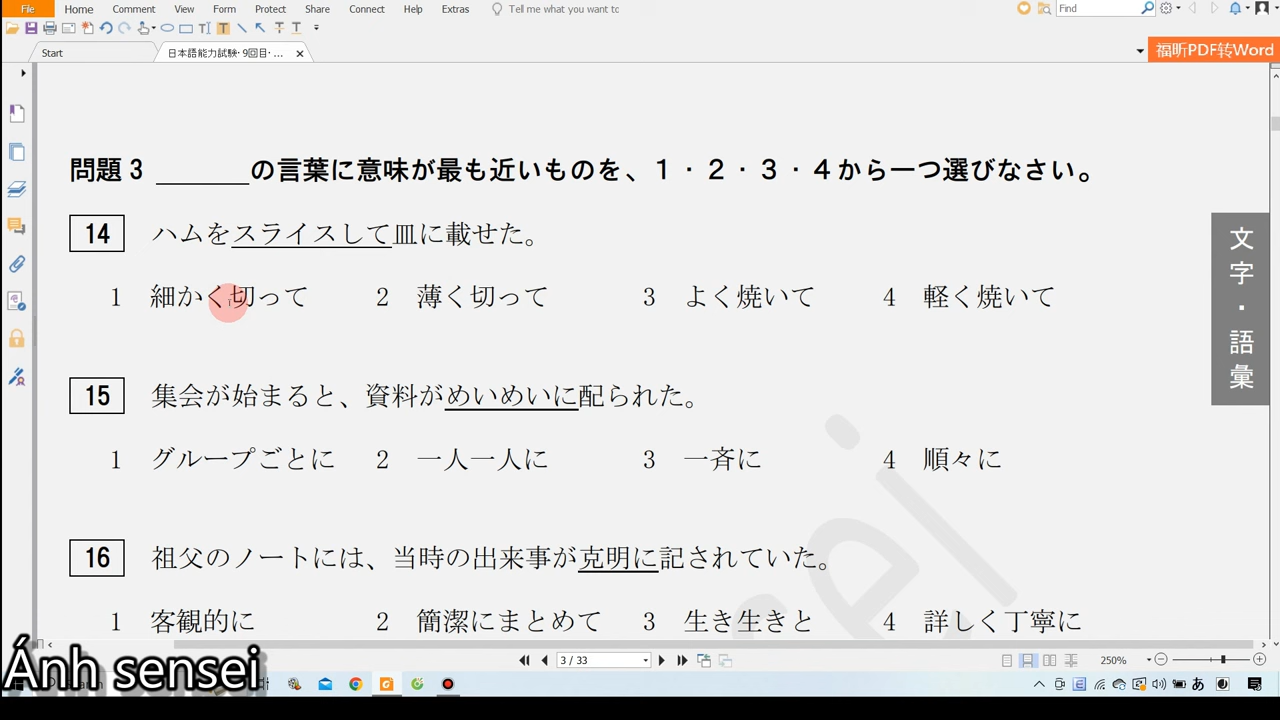 File Home Comment View Form Protect Share Connect Help Extras Tell me what you want to Find
Start 日本語能力試験・9回目・ ... 福昕PDF转Word
問題3 ______の言葉に意味が最も近いものを、1・2・3・4から一つ選びなさい。
14 ハムをスライスして皿に載せた。
1 細かく切って 2 薄く切って 3 よく焼いて 4 軽く焼いて
15 集会が始まると、資料がめいめいに配られた。
1 グループごとに 2 一人一人に 3 一斉に 4 順々に
16 祖父のノートには、当時の出来事が克明に記されていた。
1 客観的に 2 簡潔にまとめて 3 生き生きと 4 詳しく丁寧に
文字・語彙
sei
Ánh sensei
3 / 33 250%
あ